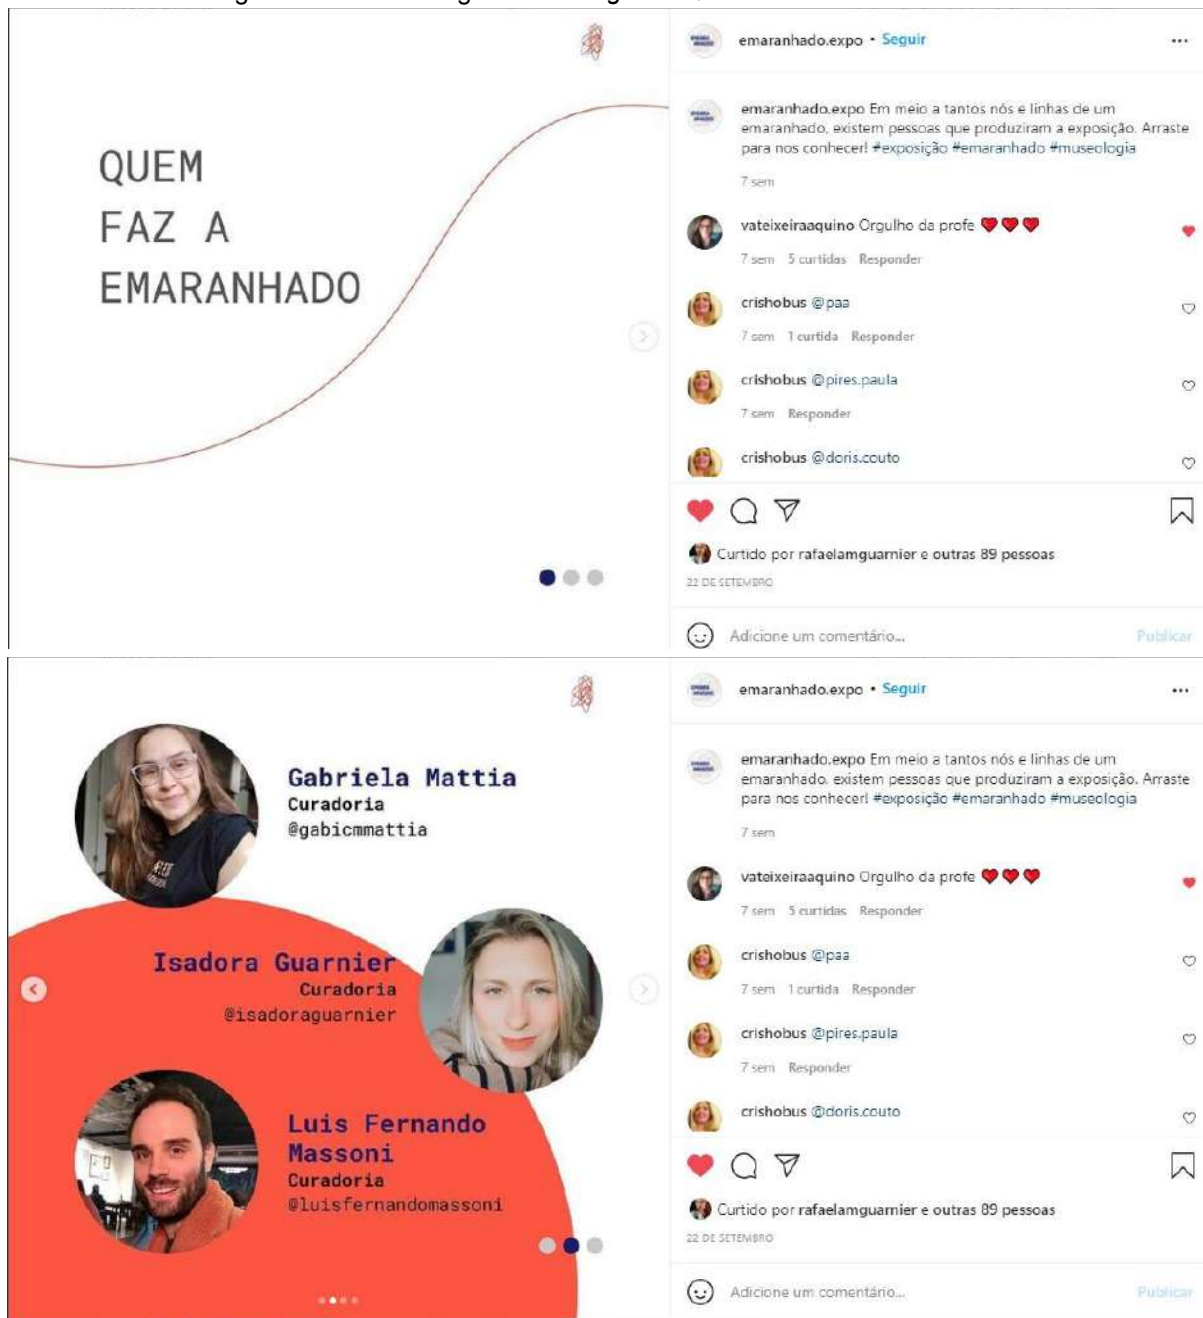 QUEM
FAZ A
EMARANHADO
emaranhado.expo • Seguir
emaranhado.expo Em meio a tantos nós e linhas de um
emaranhado, existem pessoas que produziram a exposição. Arraste
para nos conhecer! #exposição #emaranhado #museologia
7 sem
vateixeiraaquino Orgulho da profe
7 sem 5 curtidas Responder
crishobus @paa
7 sem 1 curtida Responder
crishobus @pires.paula
7 sem Responder
crishobus @doris.couto
Curtido por rafaelamguarnier e outras 89 pessoas
22 DE SETEMBRO
Adicione um comentário...
Publicar
Gabriela Mattia
Curadoria
@gabicmmattia
Isadora Guarnier
Curadoria
@isadoraguarnier
Luis Fernando
Massoni
Curadoria
@luisfernandomassoni
emaranhado.expo • Seguir
emaranhado.expo Em meio a tantos nós e linhas de um
emaranhado, existem pessoas que produziram a exposição. Arraste
para nos conhecer! #exposição #emaranhado #museologia
7 sem
vateixeiraaquino Orgulho da profe
7 sem 5 curtidas Responder
crishobus @paa
7 sem 1 curtida Responder
crishobus @pires.paula
7 sem Responder
crishobus @doris.couto
Curtido por rafaelamguarnier e outras 89 pessoas
22 DE SETEMBRO
Adicione um comentário...
Publicar